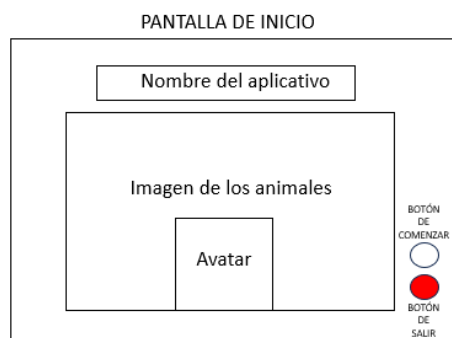 PANTALLA DE INICIO
Nombre del aplicativo
Imagen de los animales
Avatar
BOTÓN
DE
COMENZAR
BOTÓN
DE
SALIR